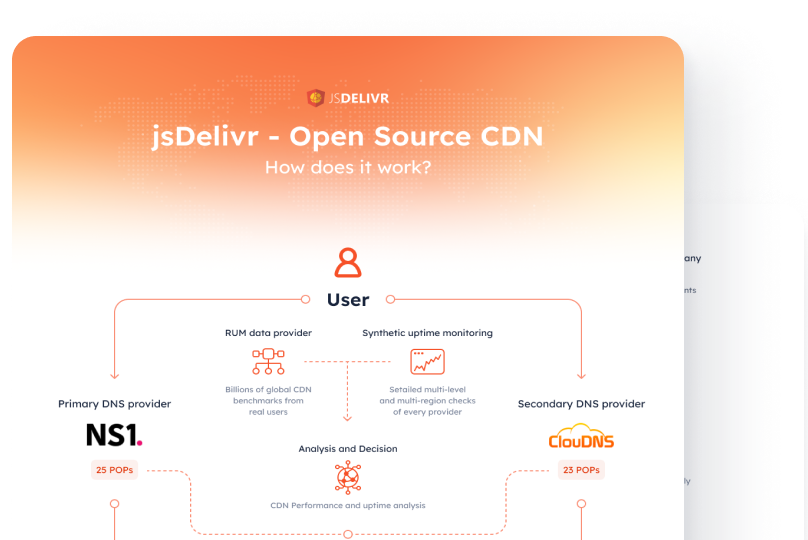 JSDELIVR
jsDelivr - Open Source CDN
How does it work?
any
User
nts
RUM data provider
Synthetic uptime monitoring
Billions of global CDN
benchmarks from
real users
Setailed multi-level
and multi-region checks
of every provider
Primary DNS provider
Secondary DNS provider
NS1.
ClouDNS
Analysis and Decision
25 POPs
23 POPs
ly
CDN Performance and uptime analysis